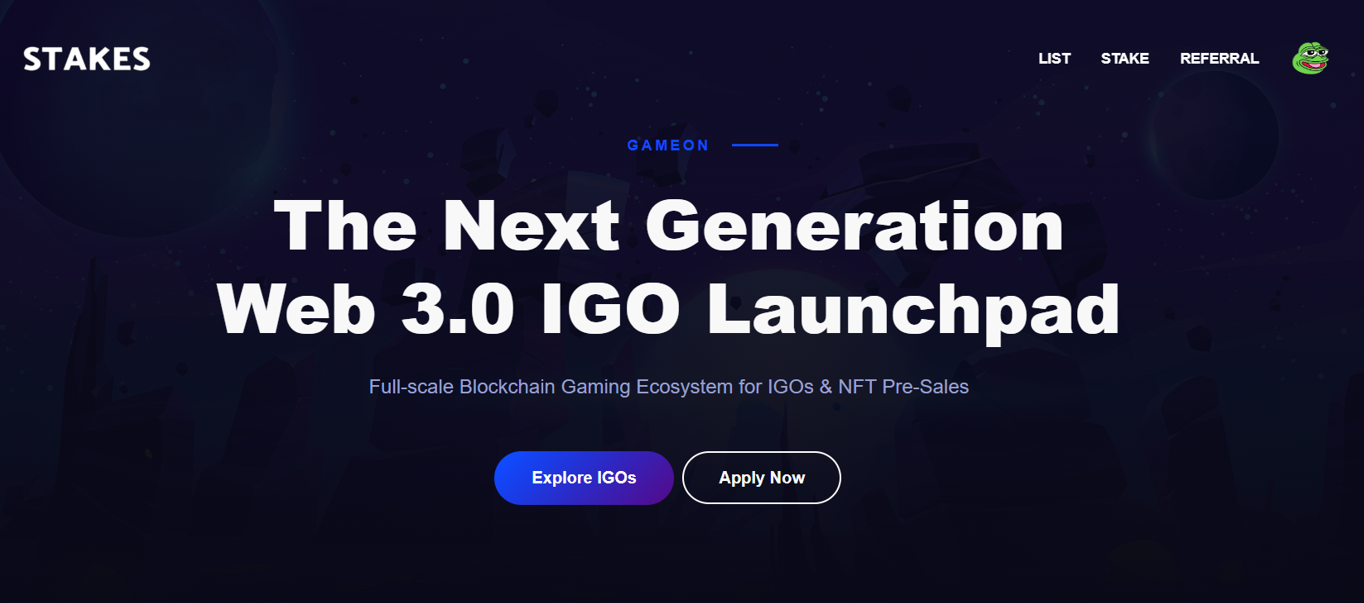 STAKES
LIST STAKE REFERRAL
GAMEON
The Next Generation
Web 3.0 IGO Launchpad
Full-scale Blockchain Gaming Ecosystem for IGOs & NFT Pre-Sales
Explore IGOs Apply Now